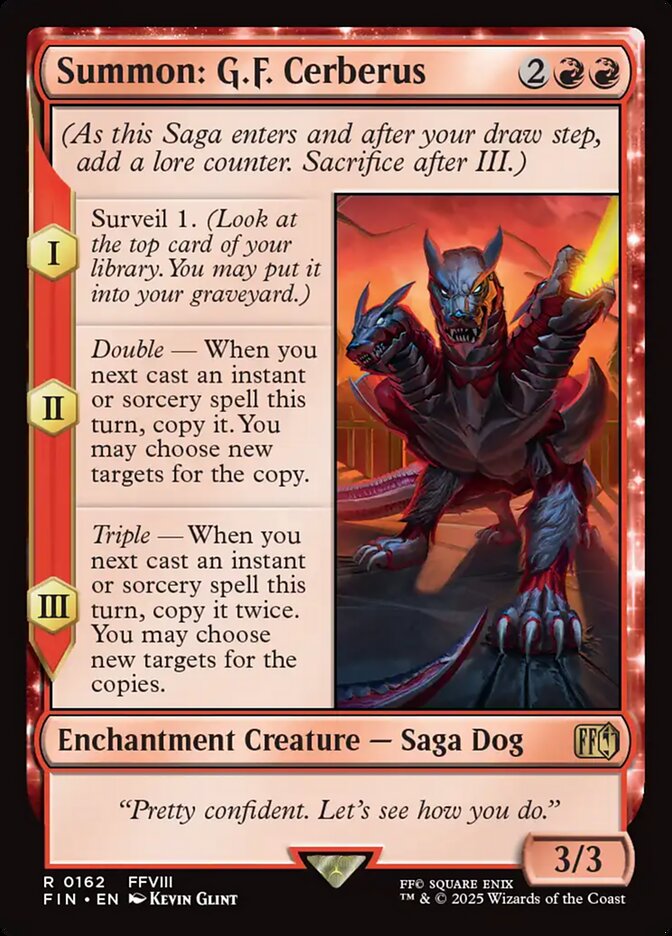 Summon: G.F. Cerberus 2
(As this Saga enters and after your draw step,
add a lore counter. Sacrifice after III.)
I
Surveil 1. (Look at
the top card of your
library. You may put it
into your graveyard.)
II
Double — When you
next cast an instant
or sorcery spell this
turn, copy it. You
may choose new
targets for the copy.
III
Triple — When you
next cast an instant
or sorcery spell this
turn, copy it twice.
You may choose
new targets for the
copies.
Enchantment Creature — Saga Dog FF
“Pretty confident. Let's see how you do.”
3/3
R 0162 FFVIII
FIN • EN Kevin Glint
FF© SQUARE ENIX
™ & © 2025 Wizards of the Coast